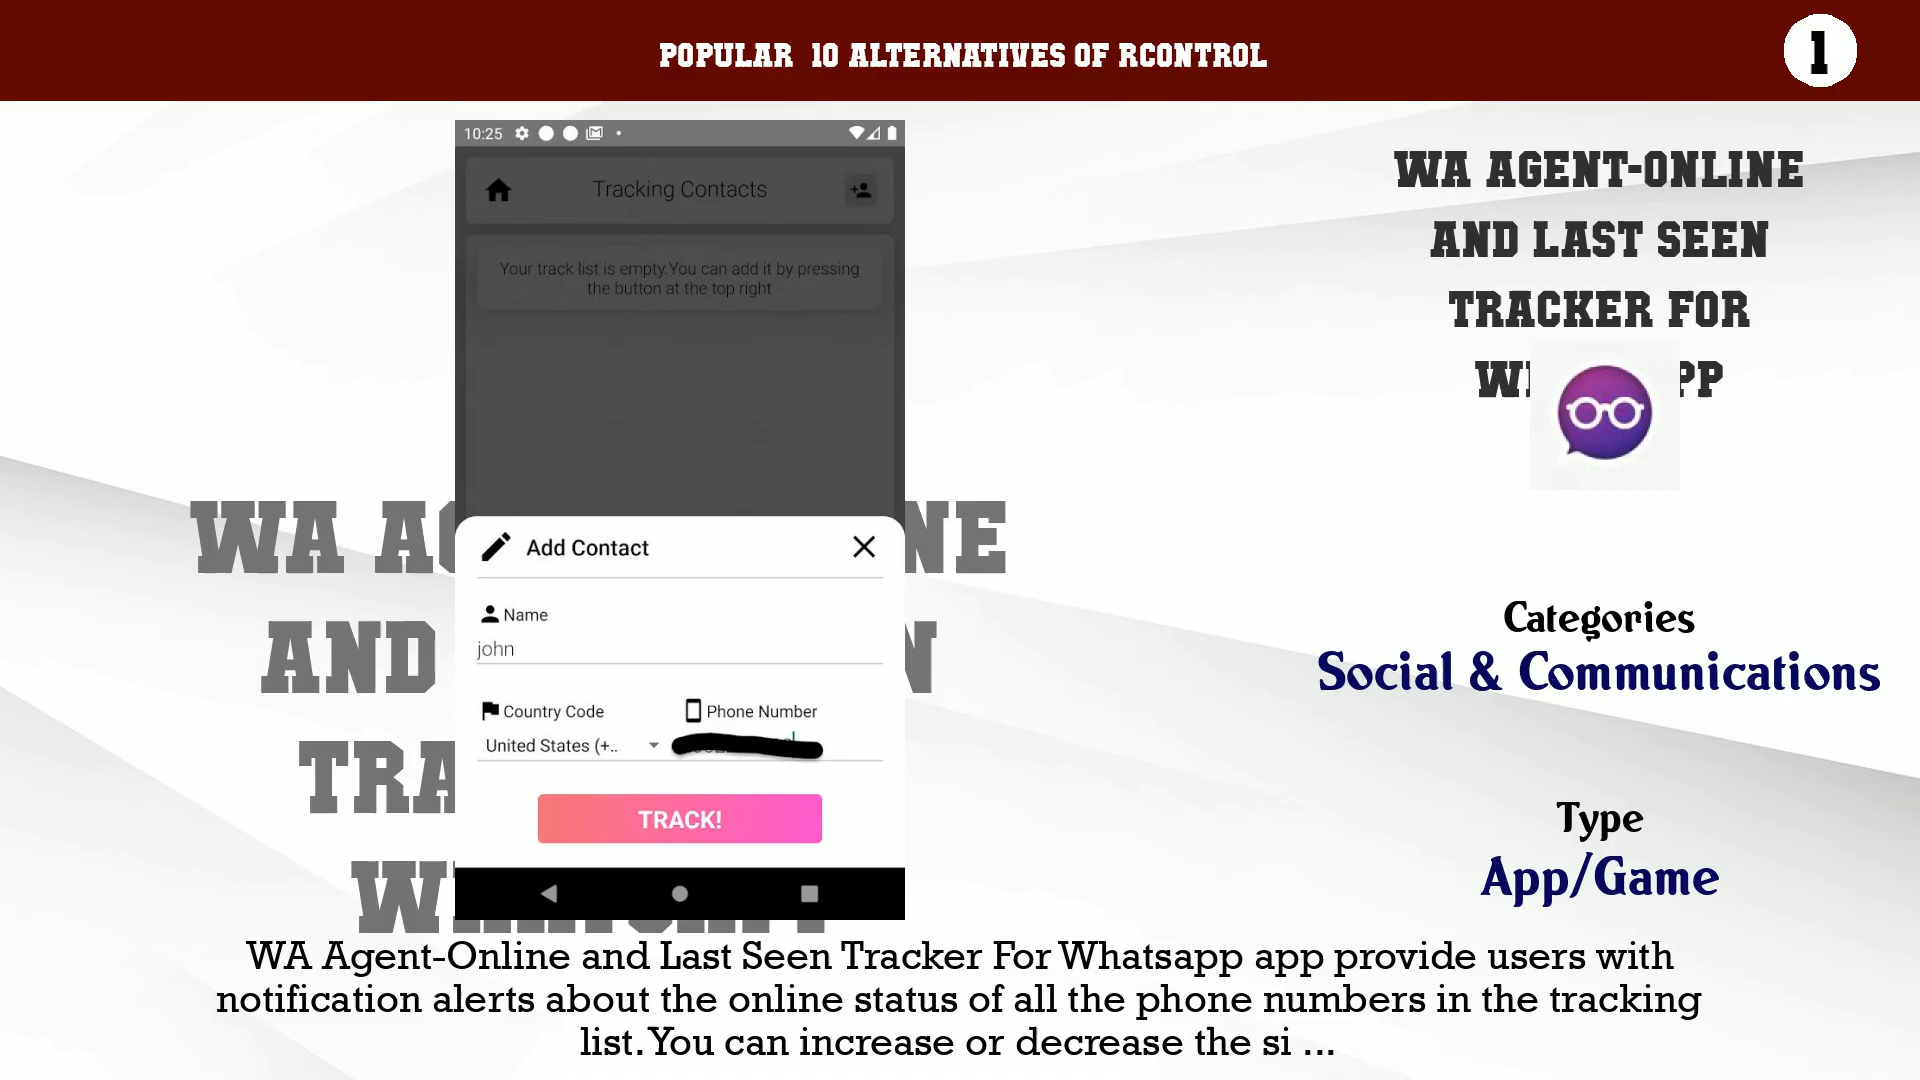 POPULAR 10 ALTERNATIVES OF RCONTROL
1
10:25
Tracking Contacts
Your track list is empty.You can add it by pressing
the button at the top right
Add Contact
Name
john
Country Code
Phone Number
United States (+..
TRACK!
WA AGENT-ONLINE
AND LAST SEEN
TRACKER FOR
Categories
Social & Communications
Type
App/Game
WA
AND
WA Agent-Online and Last Seen Tracker For Whatsapp app provide users with
notification alerts about the online status of all the phone numbers in the tracking
list. You can increase or decrease the si ...